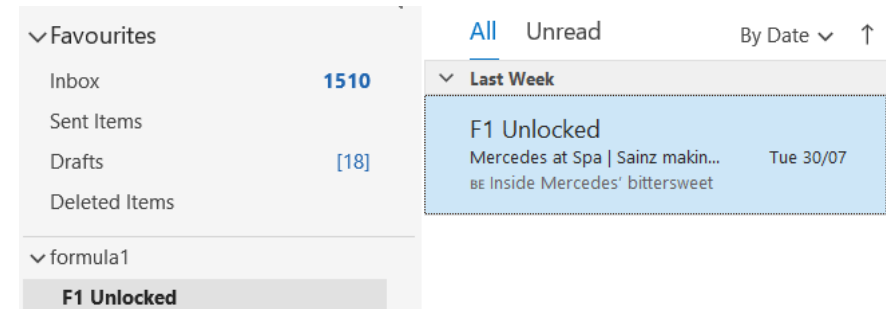 Favourites
Inbox 1510
Sent Items
Drafts [18]
Deleted Items
formula1
F1 Unlocked
All Unread By Date
Last Week
F1 Unlocked
Mercedes at Spa | Sainz makin... Tue 30/07
BE Inside Mercedes' bittersweet